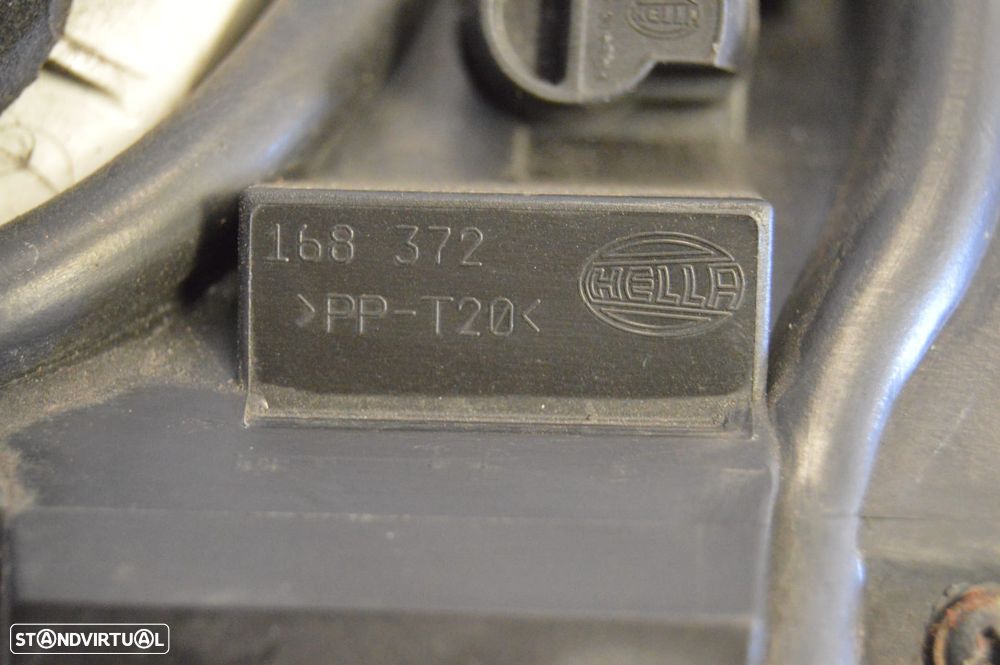 HELLA
168 372
HELLA
>PP-T20<
STANDVIRTUAL